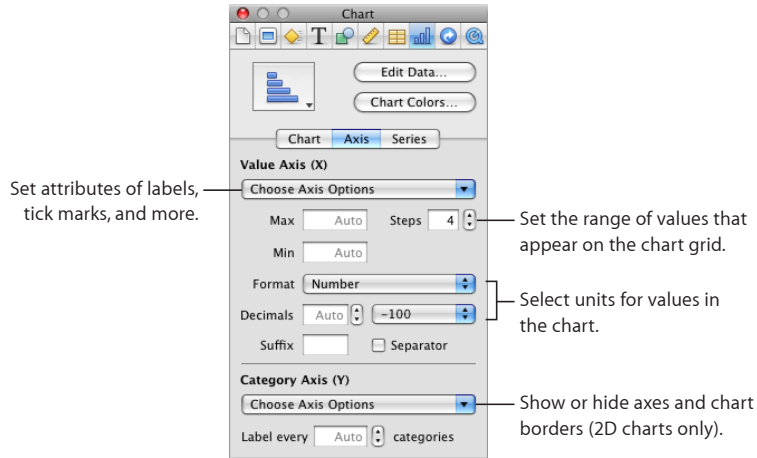 Chart
T
Edit Data...
Chart Colors...
Chart Axis Series
Value Axis (X)
Set attributes of labels,
tick marks, and more.
Choose Axis Options
Max Auto Steps 4
Set the range of values that
appear on the chart grid.
Min Auto
Format Number
Select units for values in
the chart.
Decimals Auto -100
Suffix Separator
Category Axis (Y)
Choose Axis Options
Show or hide axes and chart
borders (2D charts only).
Label every Auto categories